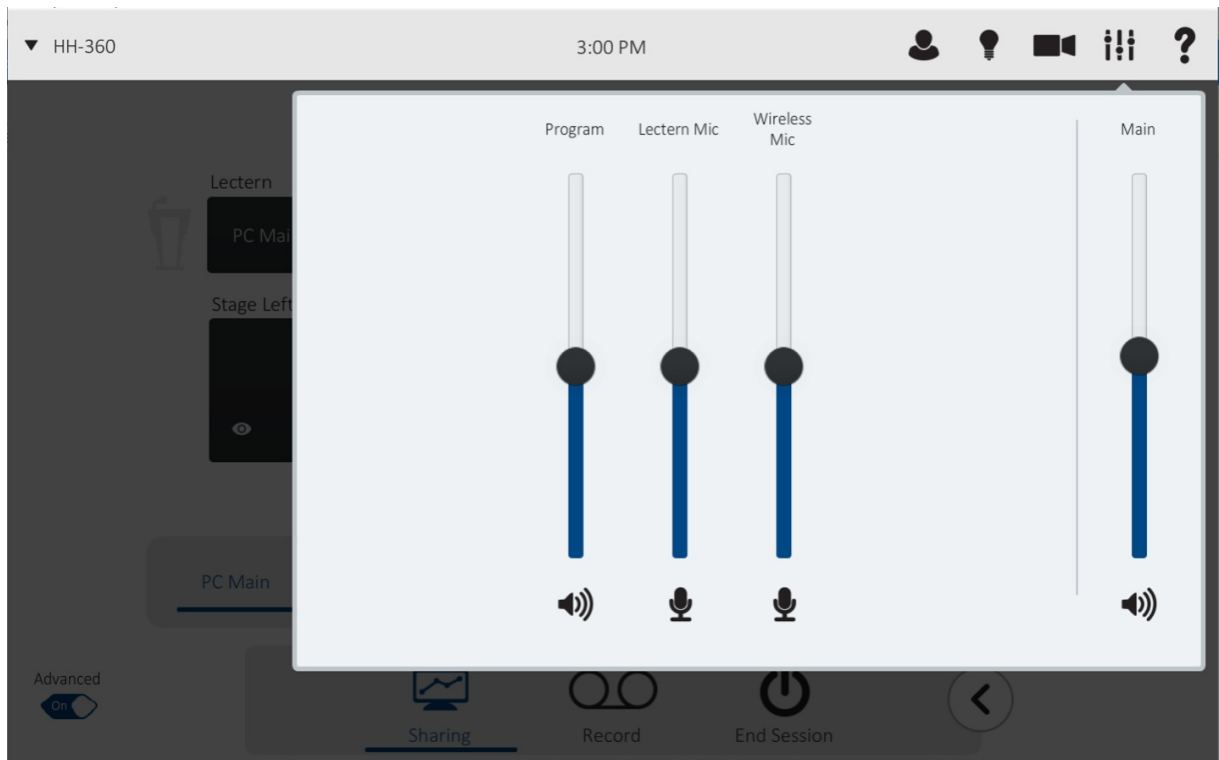 HH-360
3:00 PM
?
Program
Lectern Mic
Wireless
Mic
Main
Lectern
PC Mai
Stage Left
PC Main
Advanced
On
Sharing
Record
End Session